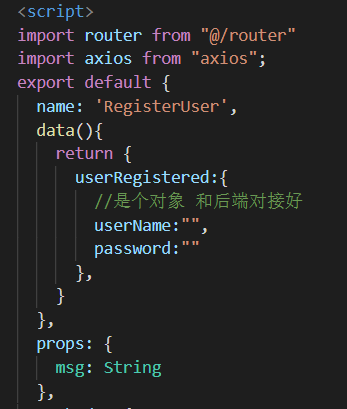 <script>
import router from "@/router"
import axios from "axios";
export default {
  name: 'RegisterUser',
  data(){
    return {
      userRegistered:{
        //是个对象 和后端对接好
        userName:"",
        password:""
      },
    }
  },
  props: {
    msg: String
  },